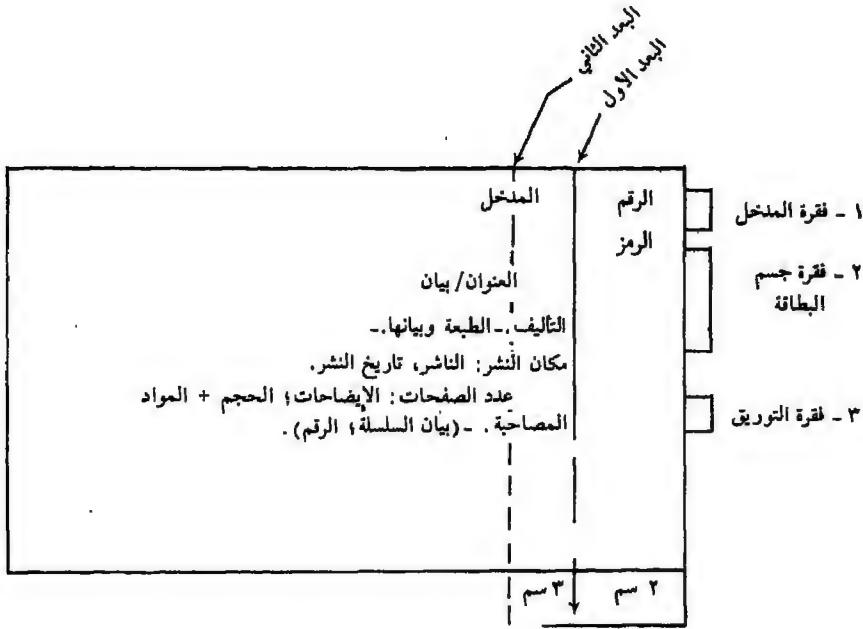 البعد الثاني
البعد الأول
الرقم
الرمز
المدخل
العنوان/ بيان
التأليف. ـ الطبعة وبيانها. ـ
مكان النشر: الناشر، تاريخ النشر.
عدد الصفحات: الإيضاحات؛ الحجم + المواد
المصاحبة. ـ (بيان السلسلة؛ الرقم).
١ ـ فقرة المدخل
٢ ـ فقرة جسم
البطاقة
٣ ـ فقرة التوريق
٢ سم
٣ سم